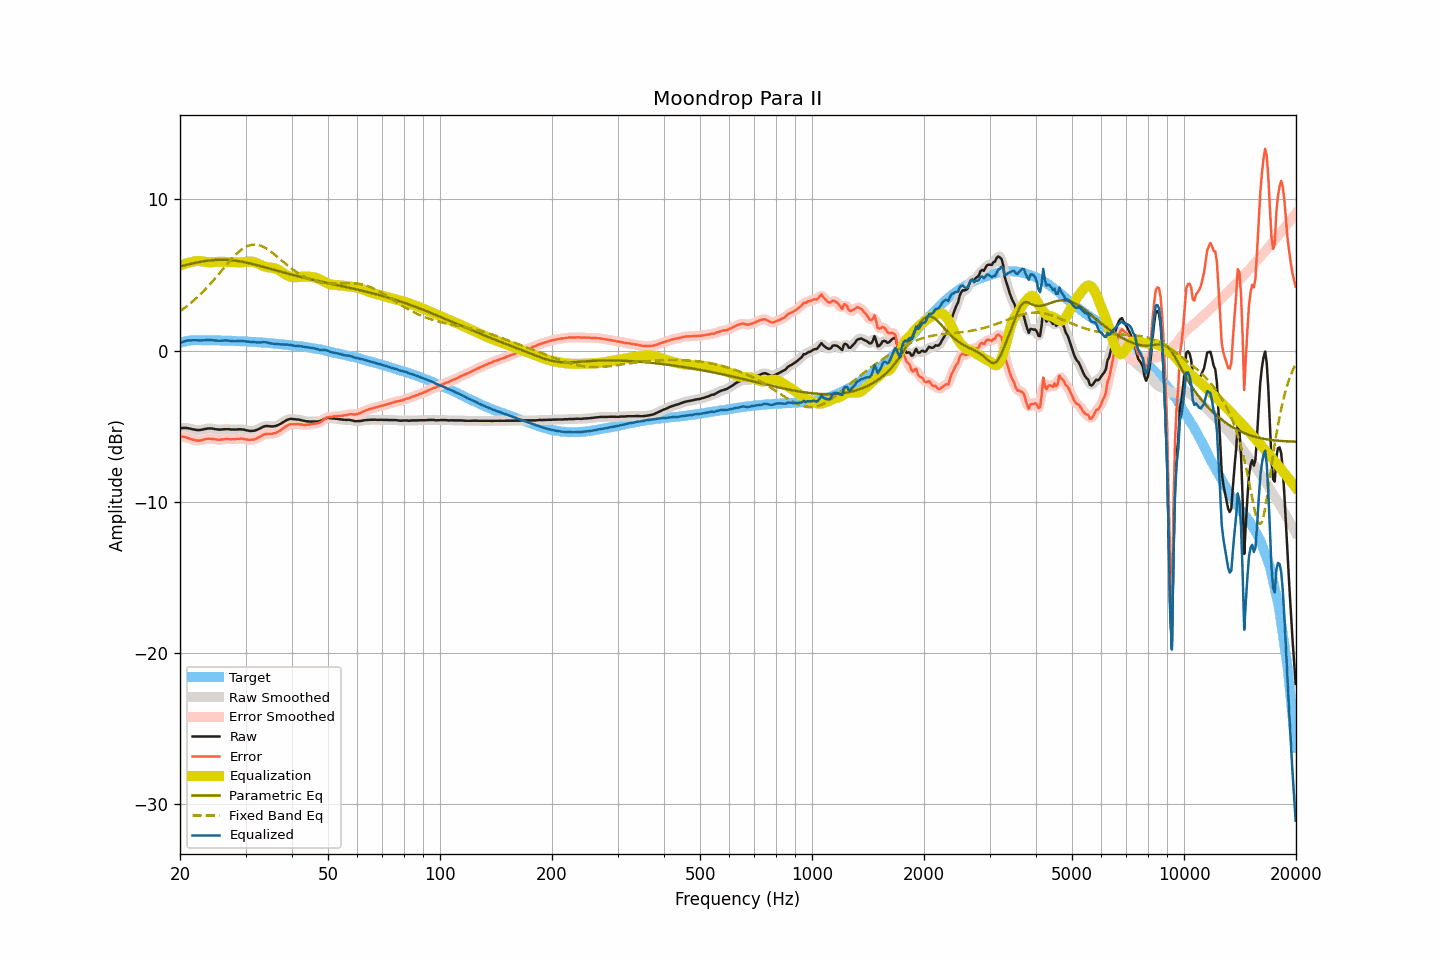 Moondrop Para II
10
0
−10
−20
−30
Amplitude (dBr)
Target
Raw Smoothed
Error Smoothed
Raw
Error
Equalization
Parametric Eq
Fixed Band Eq
Equalized
20 50 100 200 500 1000 2000 5000 10000 20000
Frequency (Hz)